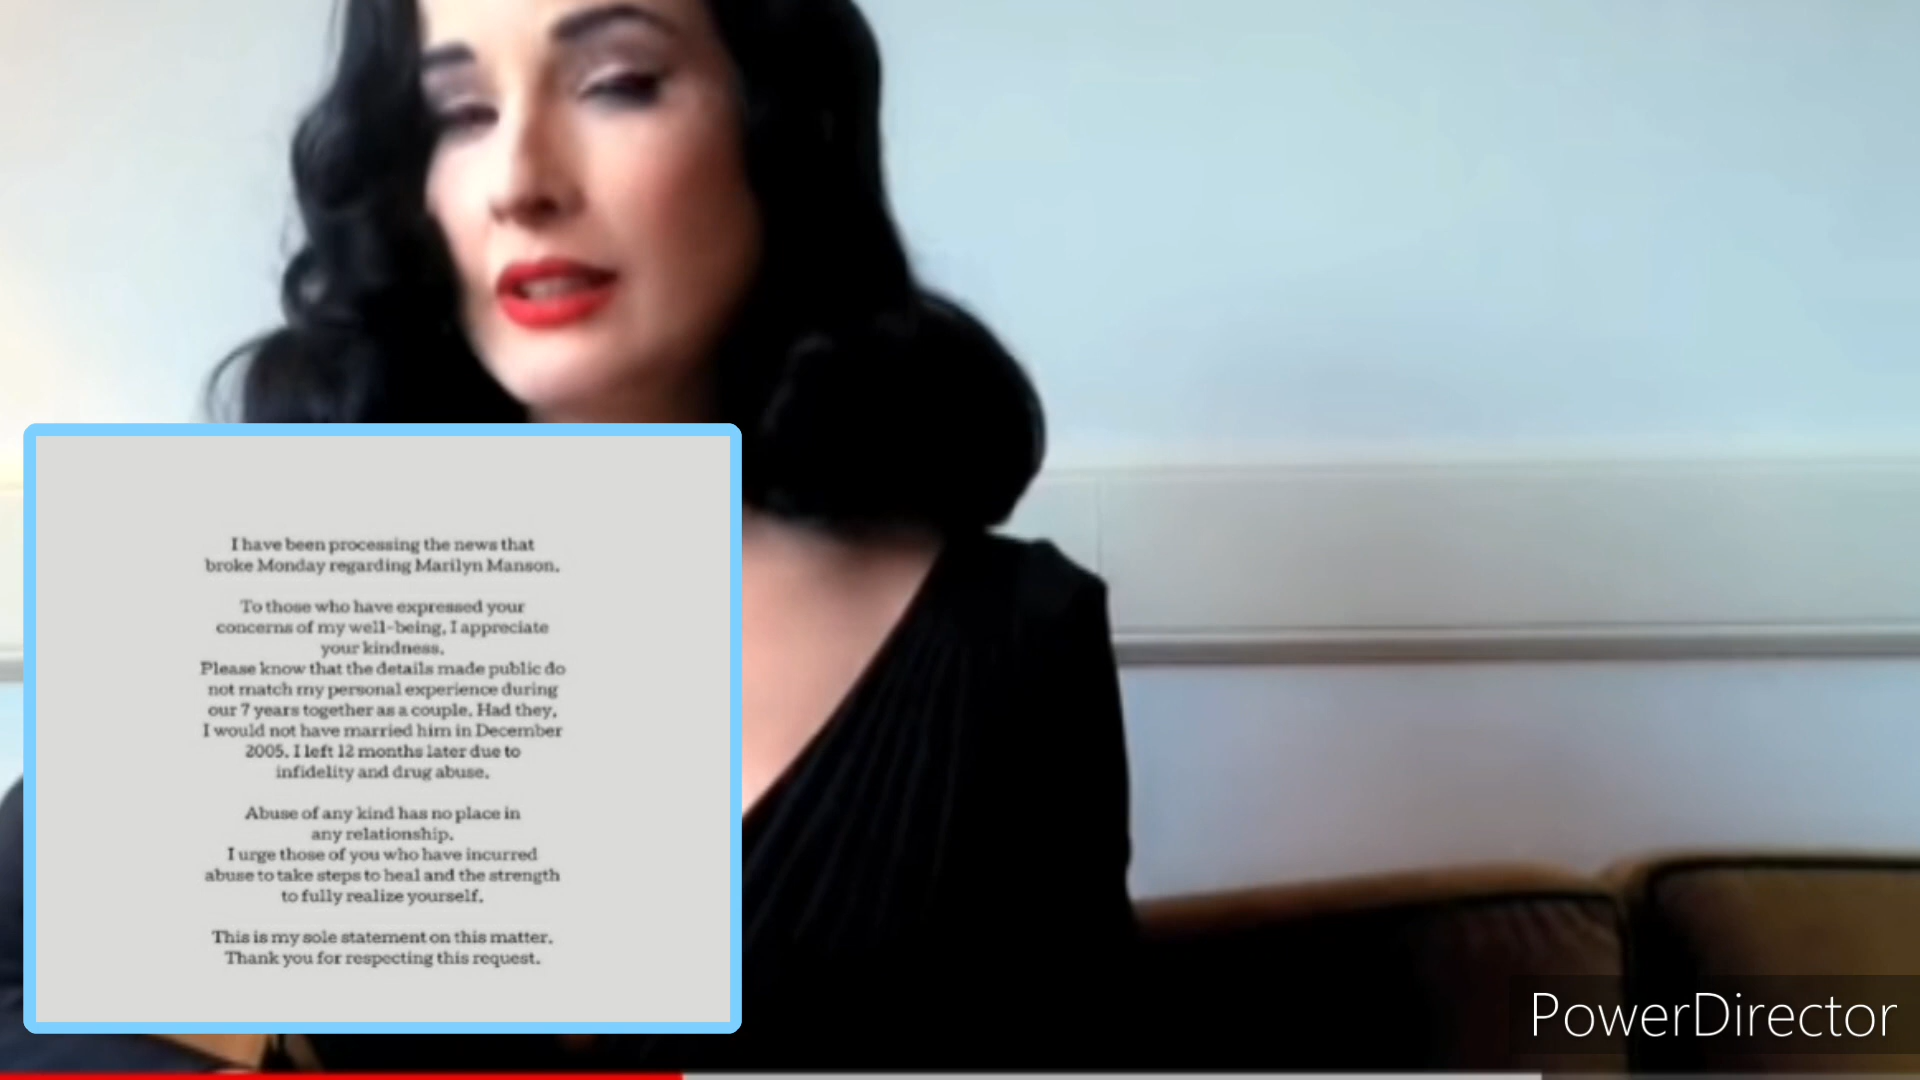 I have been processing the news that
broke Monday regarding Marilyn Manson.
To those who have expressed your
concerns of my well-being, I appreciate
your kindness.
Please know that the details made public do
not match my personal experience during
our 7 years together as a couple. Had they,
I would not have married him in December
2005. I left 12 months later due to
infidelity and drug abuse.
Abuse of any kind has no place in
any relationship.
I urge those of you who have incurred
abuse to take steps to heal and the strength
to fully realize yourself.
This is my sole statement on this matter.
Thank you for respecting this request.
PowerDirector